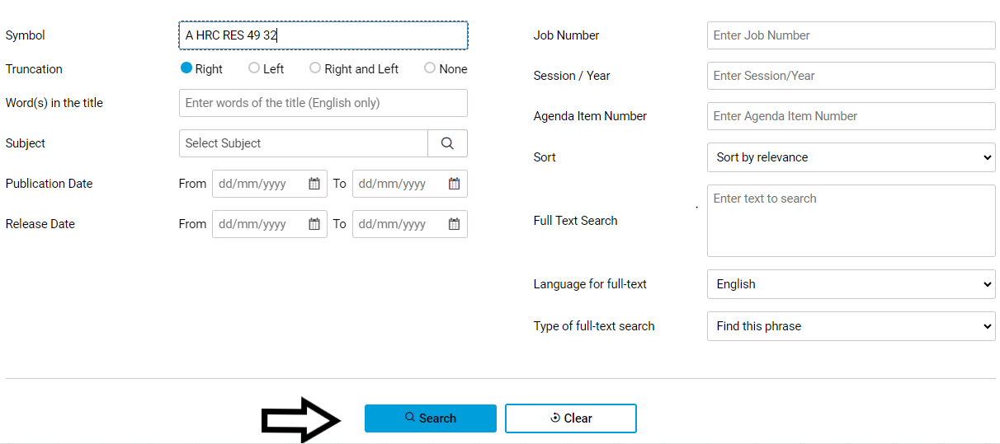 Symbol
A HRC RES 49 32
Truncation
Right Left Right and Left None
Word(s) in the title
Enter words of the title (English only)
Subject
Select Subject
Publication Date
From dd/mm/yyyy To dd/mm/yyyy
Release Date
From dd/mm/yyyy To dd/mm/yyyy
Job Number
Enter Job Number
Session / Year
Enter Session/Year
Agenda Item Number
Enter Agenda Item Number
Sort
Sort by relevance
Full Text Search
Enter text to search
Language for full-text
English
Type of full-text search
Find this phrase
Search
Clear